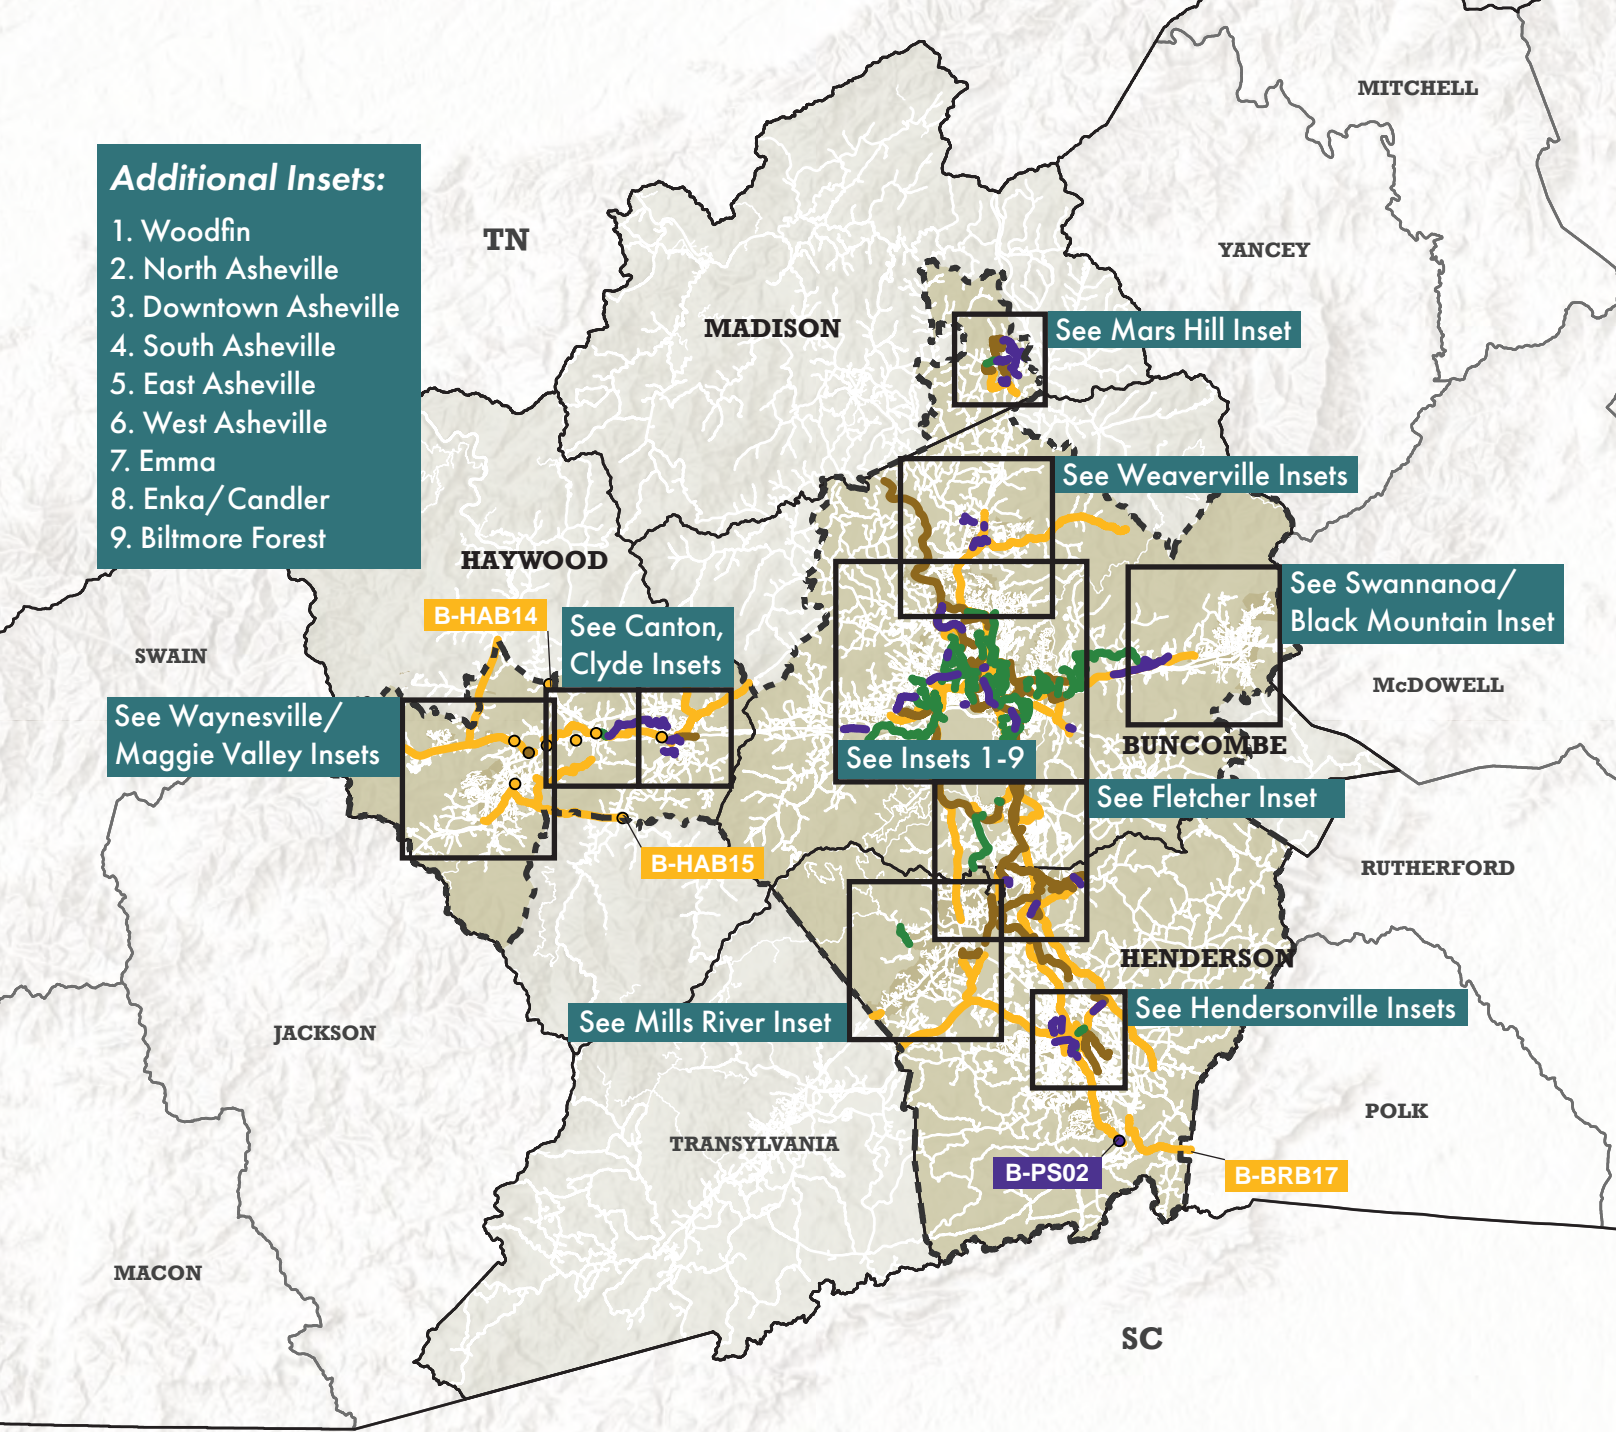 MITCHELL
Additional Insets:
1. Woodfin
2. North Asheville
3. Downtown Asheville
4. South Asheville
5. East Asheville
6. West Asheville
7. Emma
8. Enka/Candler
9. Biltmore Forest
TN
YANCEY
MADISON
See Mars Hill Inset
See Weaverville Insets
HAYWOOD
See Swannanoa/
Black Mountain Inset
B-HAB14
See Canton,
Clyde Insets
SWAIN
McDOWELL
See Waynesville/
Maggie Valley Insets
BUNCOMBE
See Insets 1-9
See Fletcher Inset
B-HAB15
RUTHERFORD
HENDERSON
See Mills River Inset
See Hendersonville Insets
JACKSON
POLK
TRANSYLVANIA
B-PS02
B-BRB17
MACON
SC